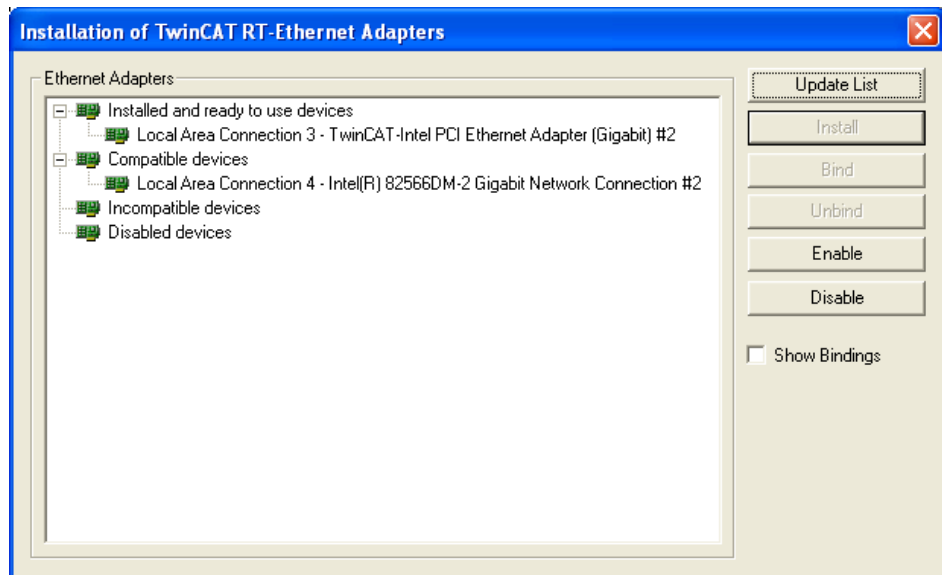 Installation of TwinCAT RT-Ethernet Adapters
Ethernet Adapters
Installed and ready to use devices
Local Area Connection 3 - TwinCAT-Intel PCI Ethernet Adapter (Gigabit) #2
Compatible devices
Local Area Connection 4 - Intel(R) 82566DM-2 Gigabit Network Connection #2
Incompatible devices
Disabled devices
Update List
Install
Bind
Unbind
Enable
Disable
Show Bindings